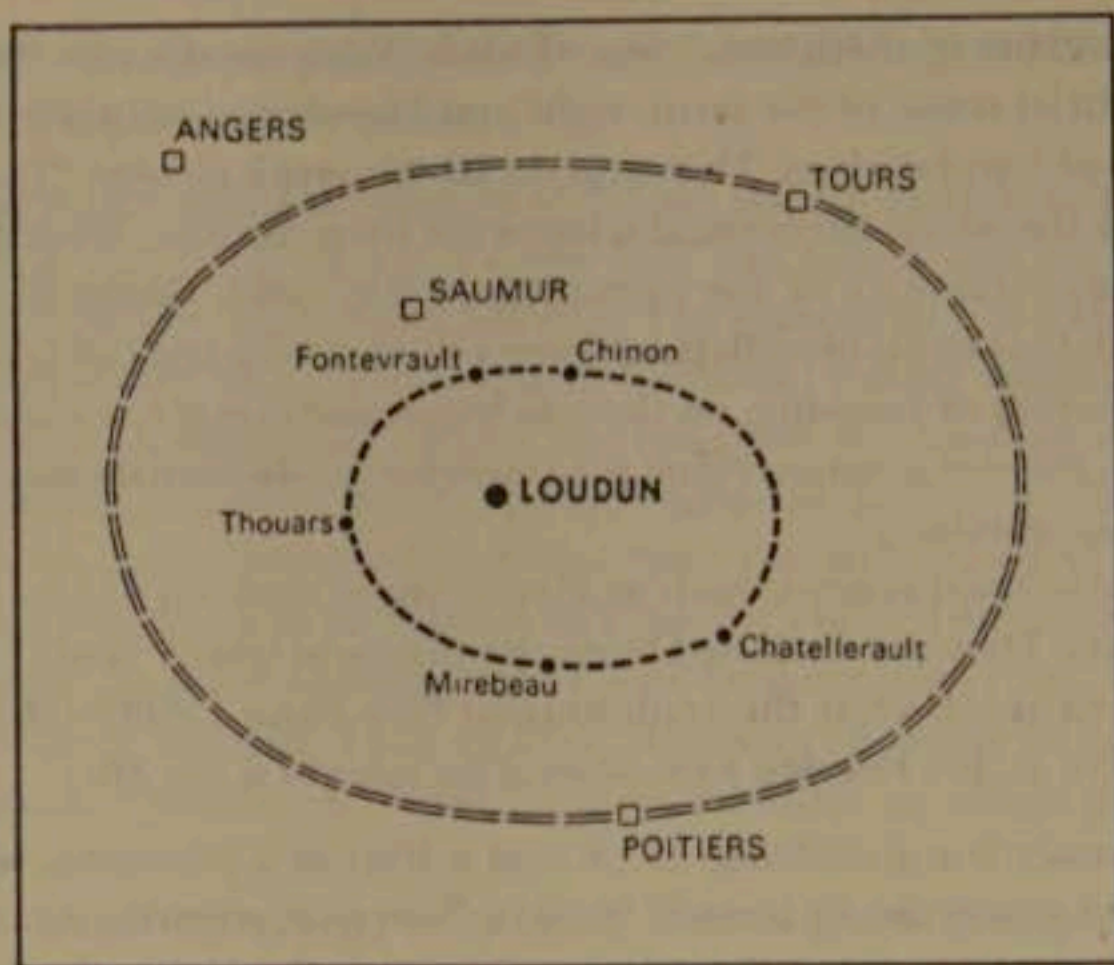 ANGERS
TOURS
SAUMUR
Fontevrault
Chinon
LOUDUN
Thouars
Chatellerault
Mirebeau
POITIERS